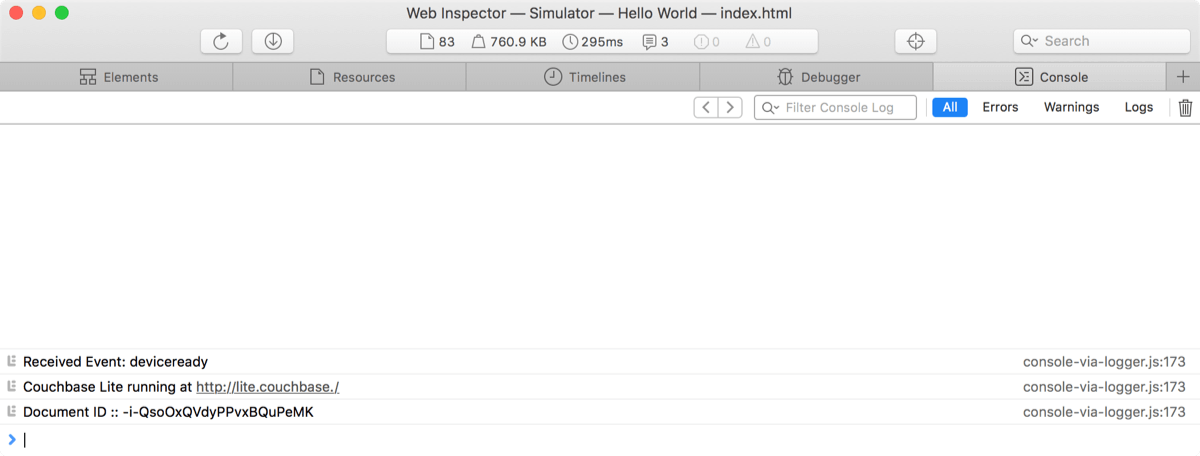 Web Inspector — Simulator — Hello World — index.html
83 760.9 KB 295ms 3 0 0 Search
Elements Resources Timelines Debugger Console +
Filter Console Log All Errors Warnings Logs
Received Event: deviceready console-via-logger.js:173
Couchbase Lite running at http://lite.couchbase./ console-via-logger.js:173
Document ID :: -i-QsoOxQVdyPPvxBQuPeMK console-via-logger.js:173